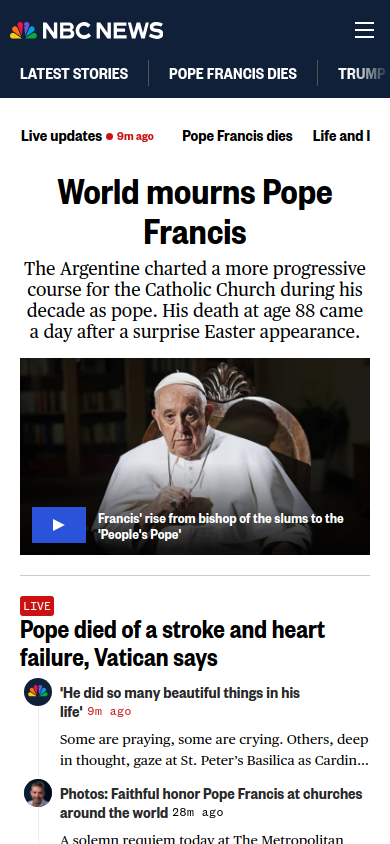 NBC NEWS
LATEST STORIES
POPE FRANCIS DIES
TRUMP
Live updates
9m ago
Pope Francis dies
Life and l
World mourns Pope
Francis
The Argentine charted a more progressive
course for the Catholic Church during his
decade as pope. His death at age 88 came
a day after a surprise Easter appearance.
Francis' rise from bishop of the slums to the
'People's Pope'
LIVE
Pope died of a stroke and heart
failure, Vatican says
'He did so many beautiful things in his
life' 9m ago
Some are praying, some are crying. Others, deep
in thought, gaze at St. Peter’s Basilica as Cardin...
Photos: Faithful honor Pope Francis at churches
around the world 28m ago
A solemn requiem today at The Metropolitan